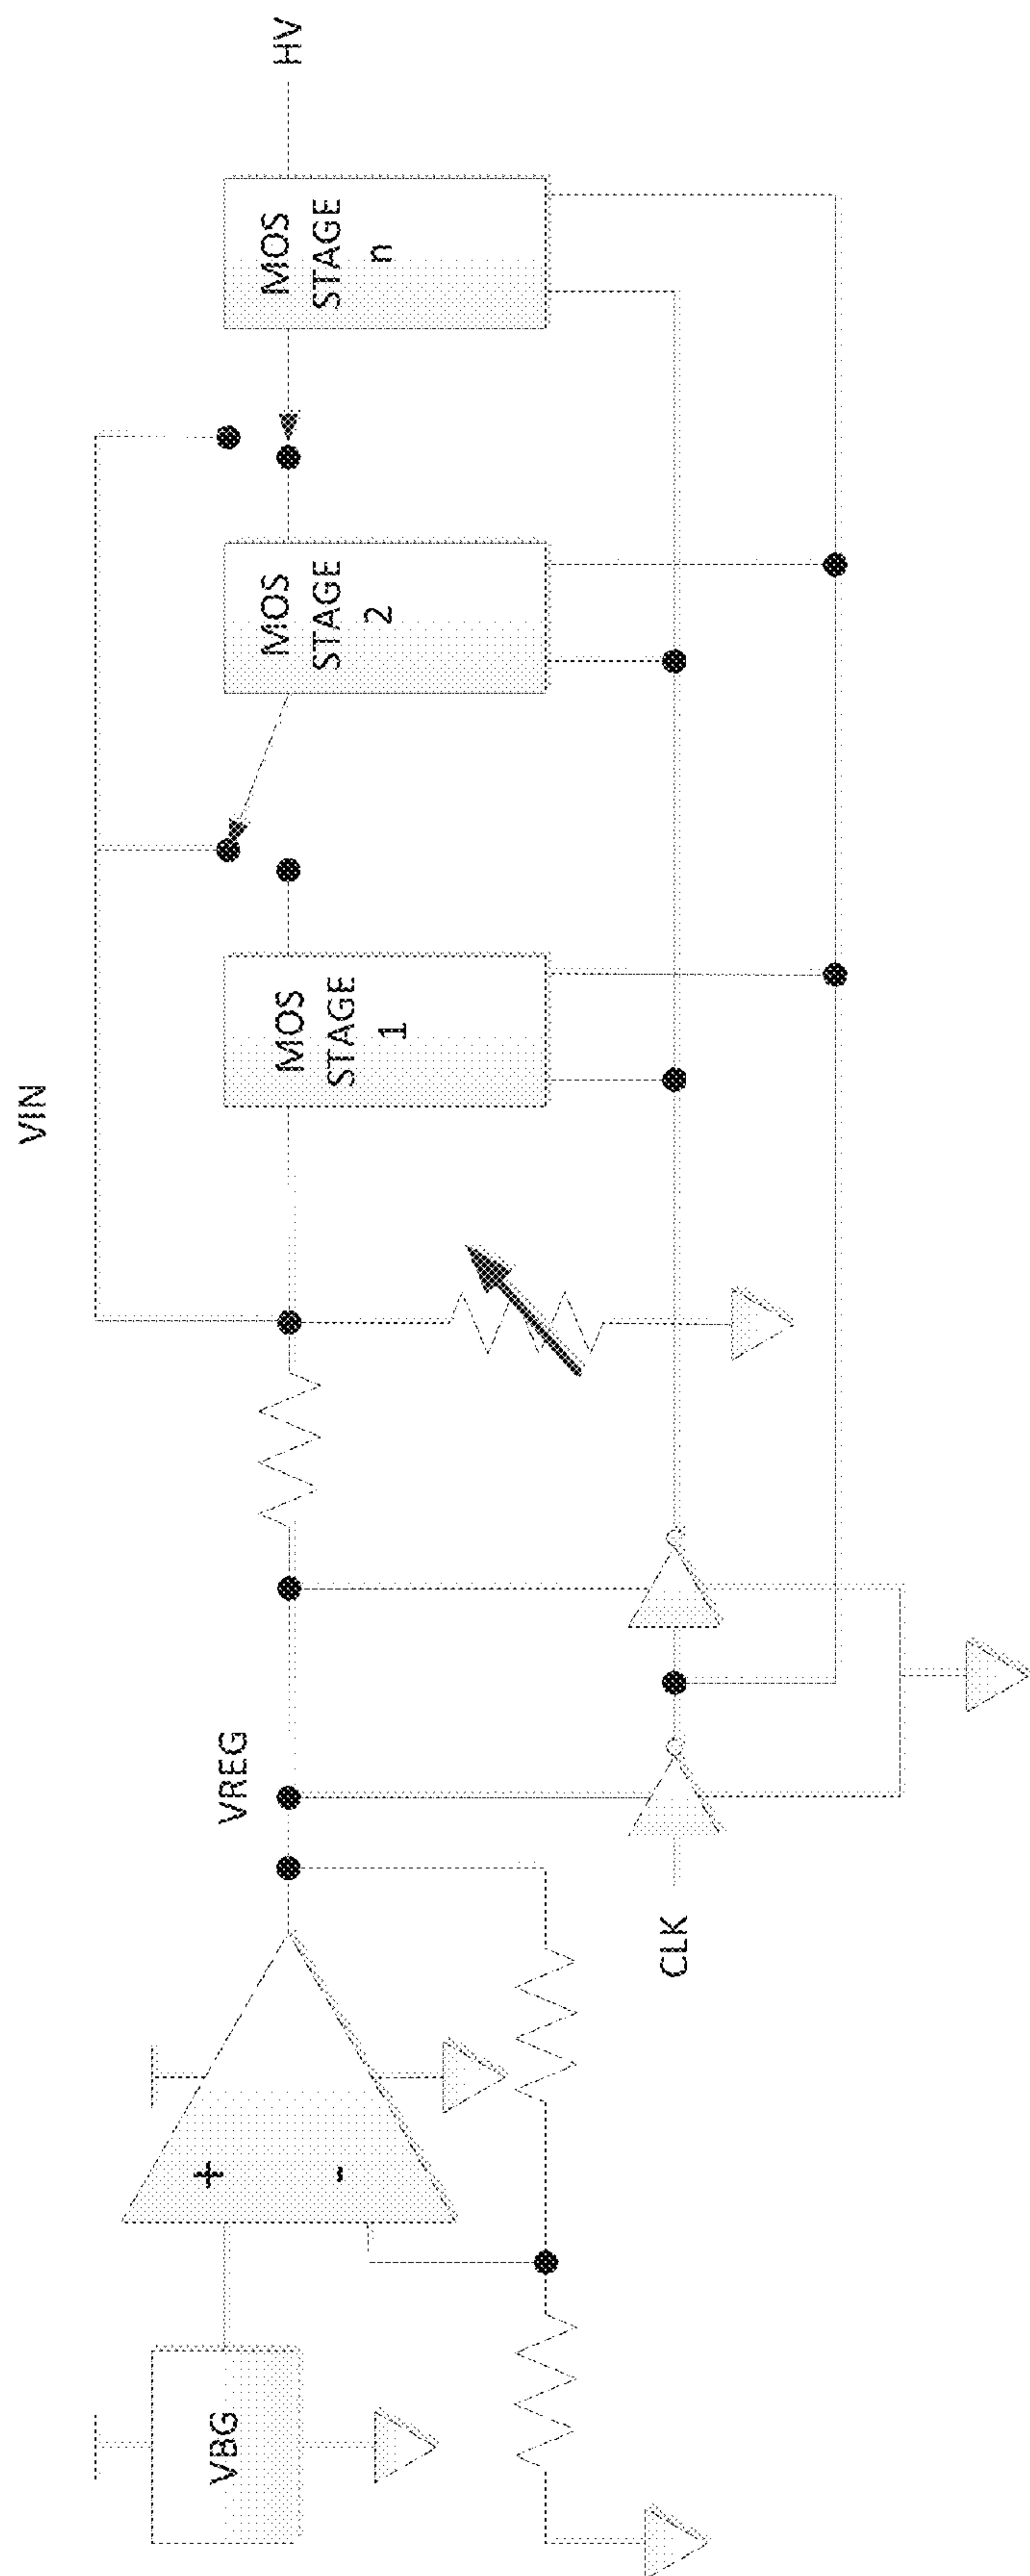 VBG
+
-
VREG
CLK
VIN
MOS
STAGE
1
MOS
STAGE
2
MOS
STAGE
n
HV